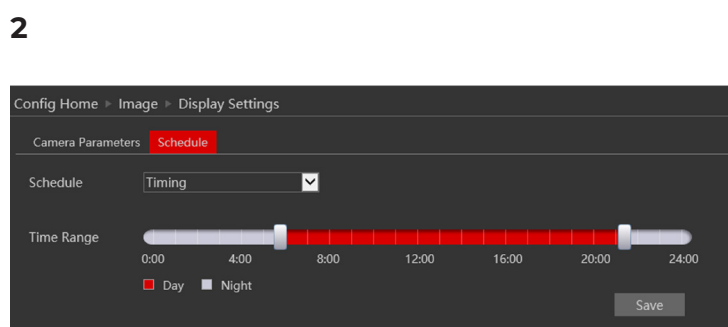 2
Config Home ▶ Image ▶ Display Settings
Camera Parameters Schedule
Schedule Timing
Time Range
0:00 4:00 8:00 12:00 16:00 20:00 24:00
Day Night
Save